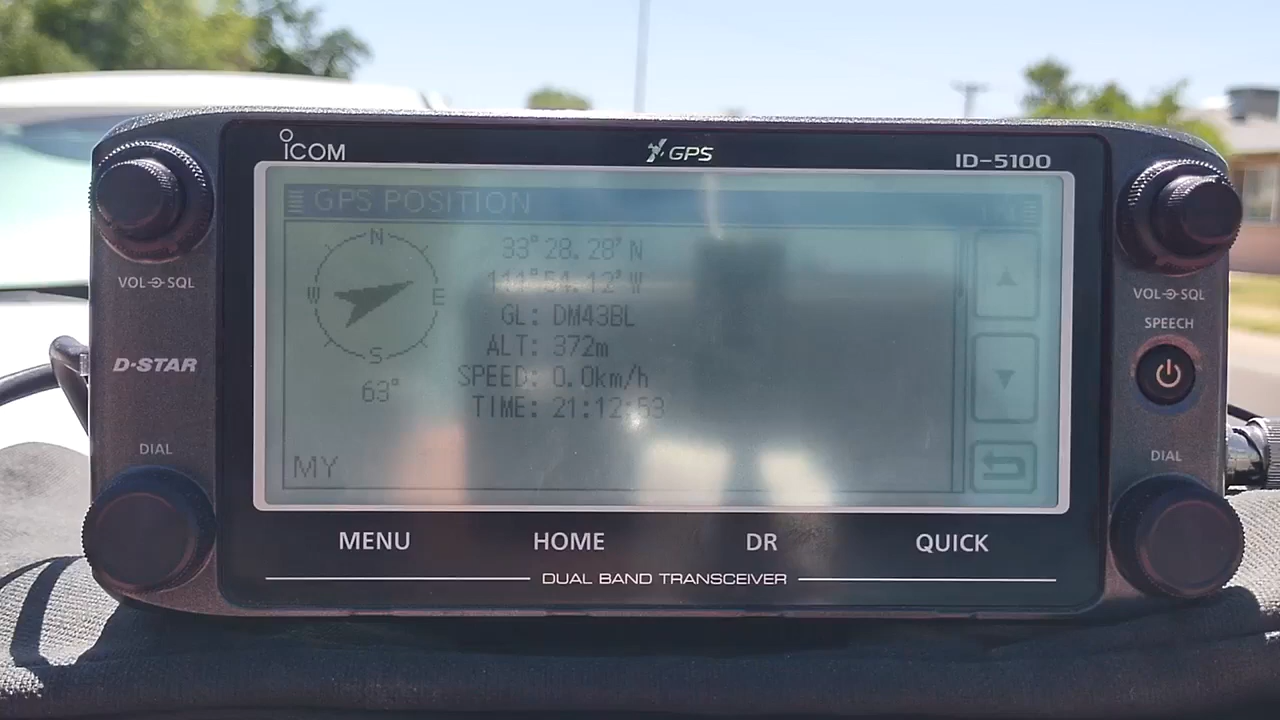 ICOM
GPS
ID-5100
GPS POSITION
N
W
E
S
63°
33°28.28' N
111°54.12' W
GL: DM43BL
ALT: 372m
SPEED: 0.0km/h
TIME: 21:12:53
MY
VOL SQL
D-STAR
DIAL
VOL SQL
SPEECH
DIAL
MENU
HOME
DR
QUICK
DUAL BAND TRANSCEIVER